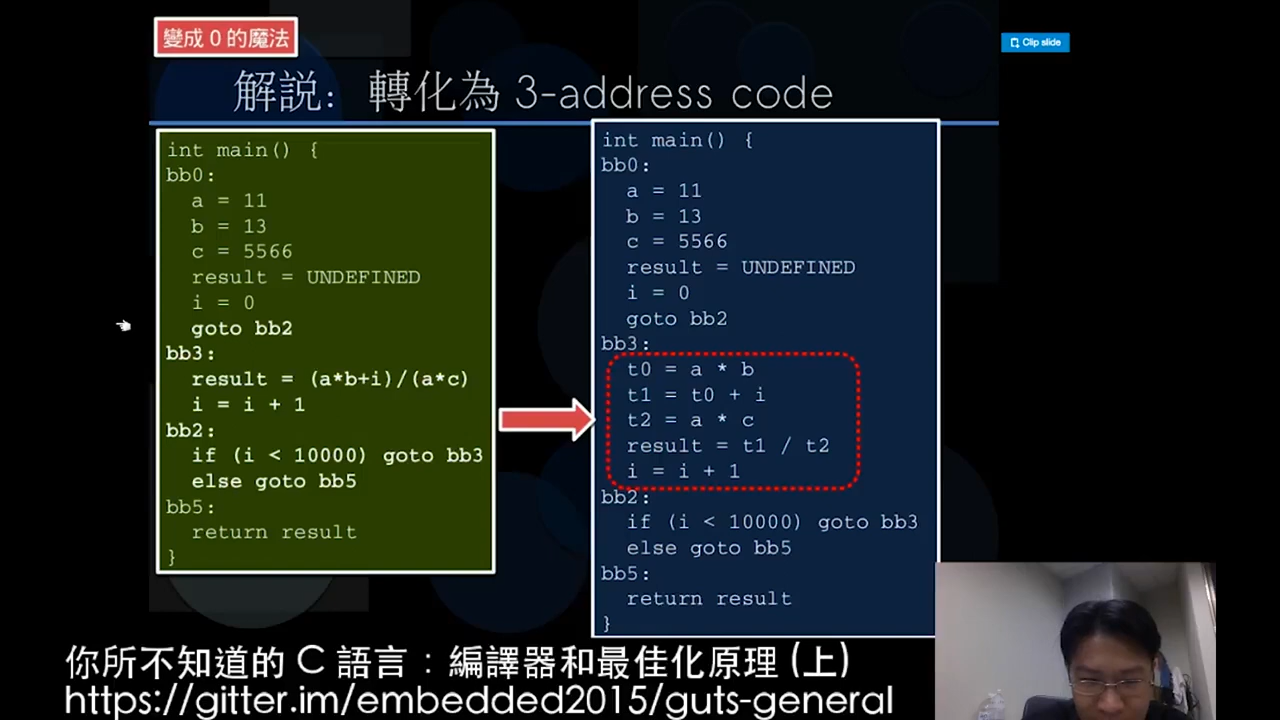 變成 0 的魔法
Clip slide
解說: 轉化為 3-address code
int main() {
bb0:
a = 11
b = 13
c = 5566
result = UNDEFINED
i = 0
goto bb2
bb3:
result = (a*b+i)/(a*c)
i = i + 1
bb2:
if (i < 10000) goto bb3
else goto bb5
bb5:
return result
}
int main() {
bb0:
a = 11
b = 13
c = 5566
result = UNDEFINED
i = 0
goto bb2
bb3:
t0 = a * b
t1 = t0 + i
t2 = a * c
result = t1 / t2
i = i + 1
bb2:
if (i < 10000) goto bb3
else goto bb5
bb5:
return result
}
你所不知道的 C 語言：編譯器和最佳化原理 (上)
https://gitter.im/embedded2015/guts-general